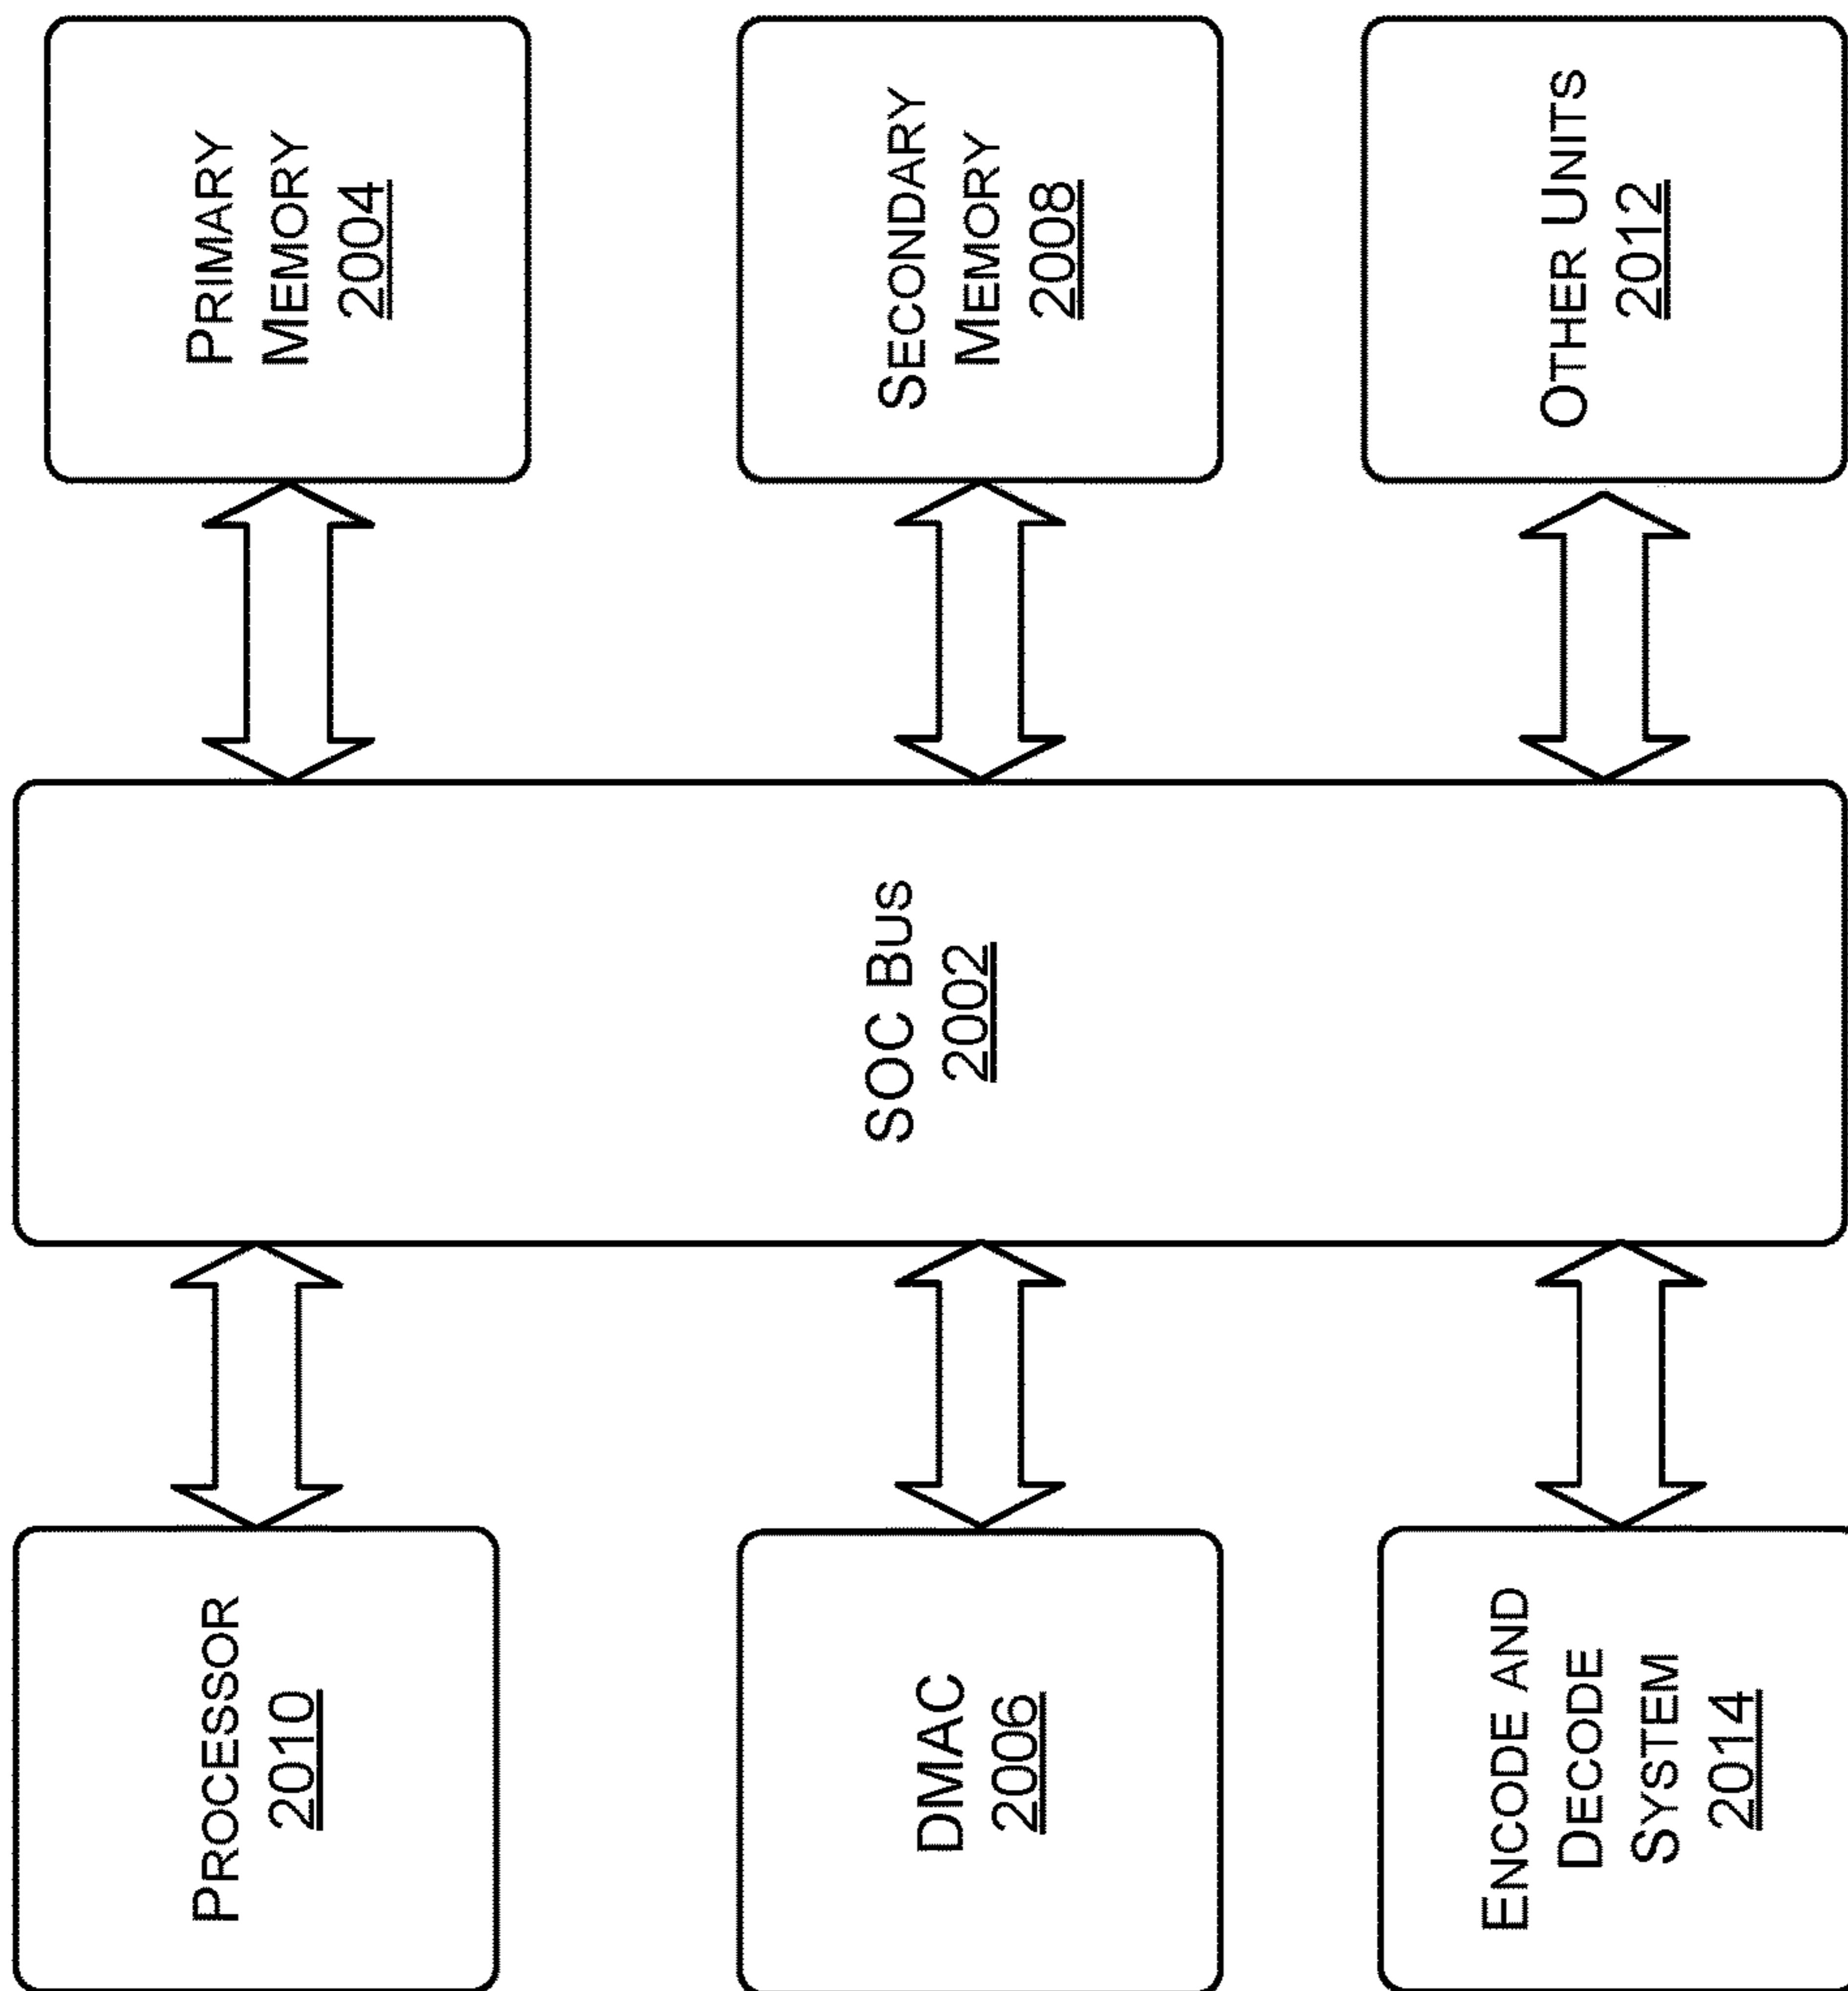 PROCESSOR
2010
DMAC
2006
ENCODE AND
DECODE
SYSTEM
2014
SOC BUS
2002
PRIMARY
MEMORY
2004
SECONDARY
MEMORY
2008
OTHER UNITS
2012